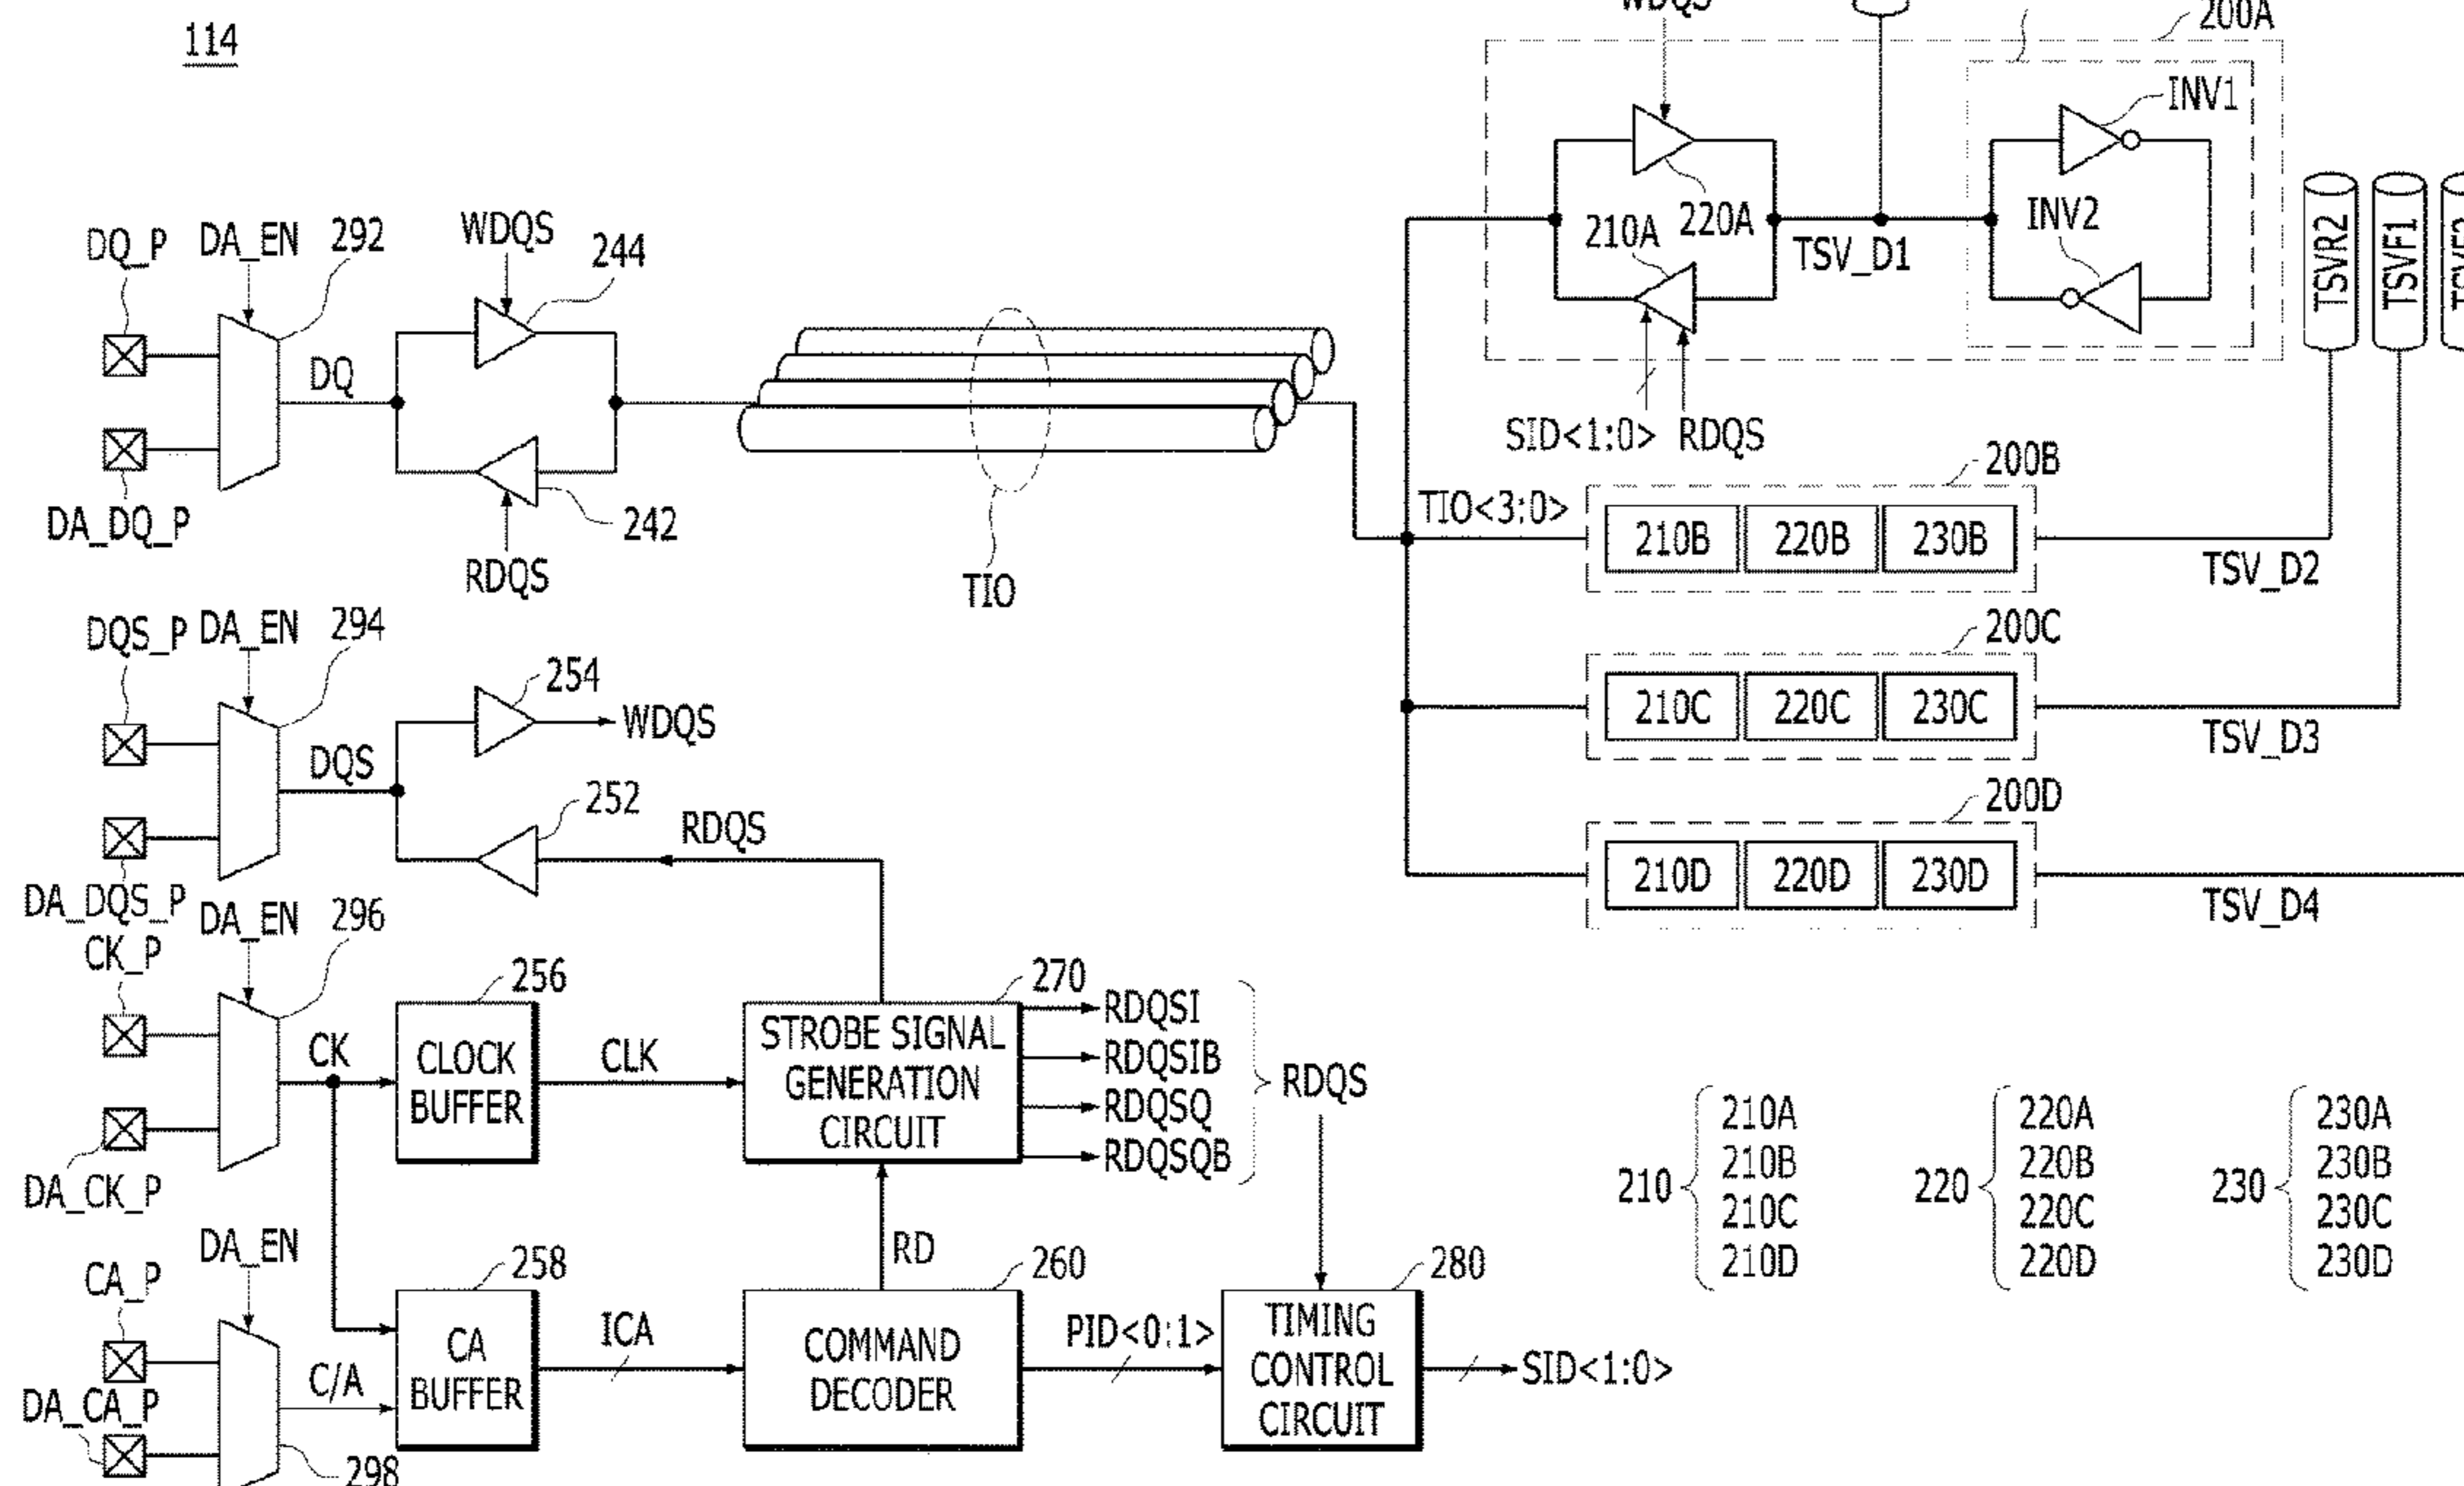 114
WDQS
200A
INV1
INV2
220A
210A
TSV_D1
SID<1:0> RDQS
TSVR2
TSVF1
DQ_P
DA_EN
292
WDQS
244
DQ
DA_DQ_P
242
RDQS
TIO
TIO<3:0>
200B
210B 220B 230B
TSV_D2
200C
210C 220C 230C
TSV_D3
200D
210D 220D 230D
TSV_D4
DQS_P
DA_EN
294
254
WDQS
DQS
252
RDQS
DA_DQS_P
CK_P
DA_EN
296
256
270
CK
CLOCK
BUFFER
CLK
STROBE SIGNAL
GENERATION
CIRCUIT
RDQSI
RDQSIB
RDQSQ
RDQSQB
RDQS
DA_CK_P
CA_P
DA_EN
258
RD
260
280
C/A
CA
BUFFER
ICA
COMMAND
DECODER
PID<0:1>
TIMING
CONTROL
CIRCUIT
SID<1:0>
DA_CA_P
298
210
210A
210B
210C
210D
220
220A
220B
220C
220D
230
230A
230B
230C
230D